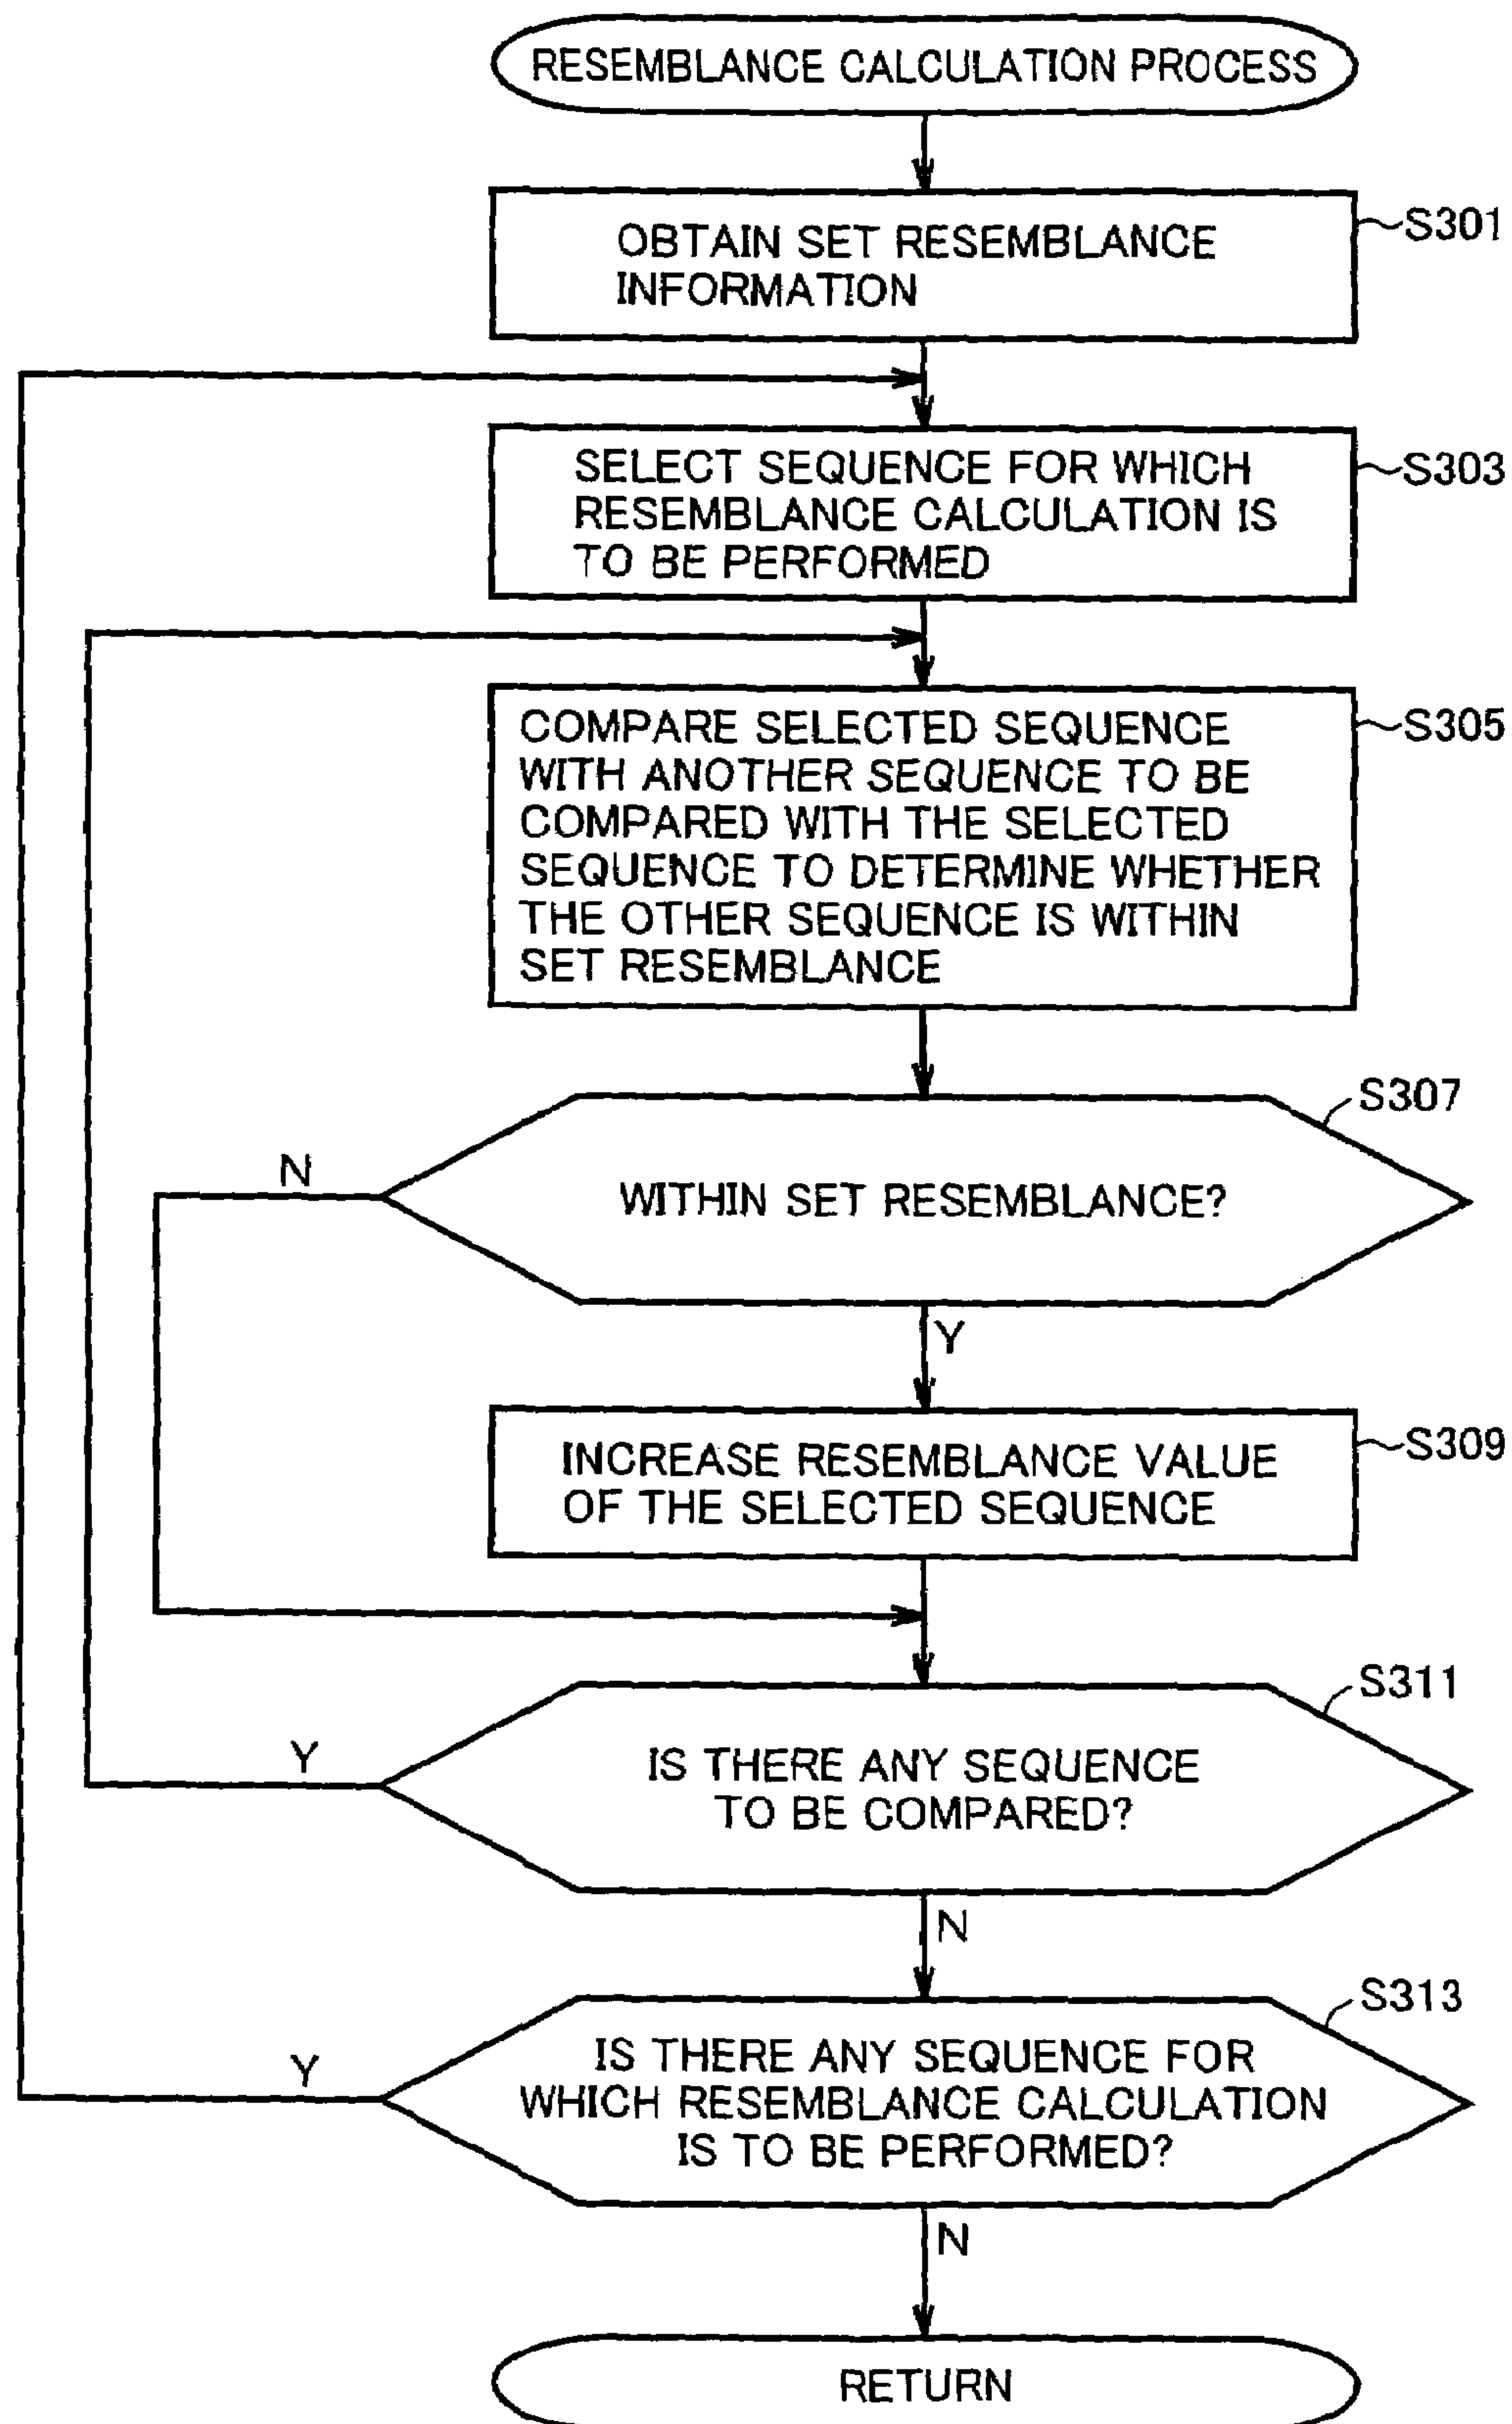 RESEMBLANCE CALCULATION PROCESS
OBTAIN SET RESEMBLANCE
INFORMATION
S301
SELECT SEQUENCE FOR WHICH
RESEMBLANCE CALCULATION IS
TO BE PERFORMED
S303
COMPARE SELECTED SEQUENCE
WITH ANOTHER SEQUENCE TO BE
COMPARED WITH THE SELECTED
SEQUENCE TO DETERMINE WHETHER
THE OTHER SEQUENCE IS WITHIN
SET RESEMBLANCE
S305
S307
N
WITHIN SET RESEMBLANCE?
Y
INCREASE RESEMBLANCE VALUE
OF THE SELECTED SEQUENCE
S309
S311
Y
IS THERE ANY SEQUENCE
TO BE COMPARED?
N
S313
Y
IS THERE ANY SEQUENCE FOR
WHICH RESEMBLANCE CALCULATION
IS TO BE PERFORMED?
N
RETURN